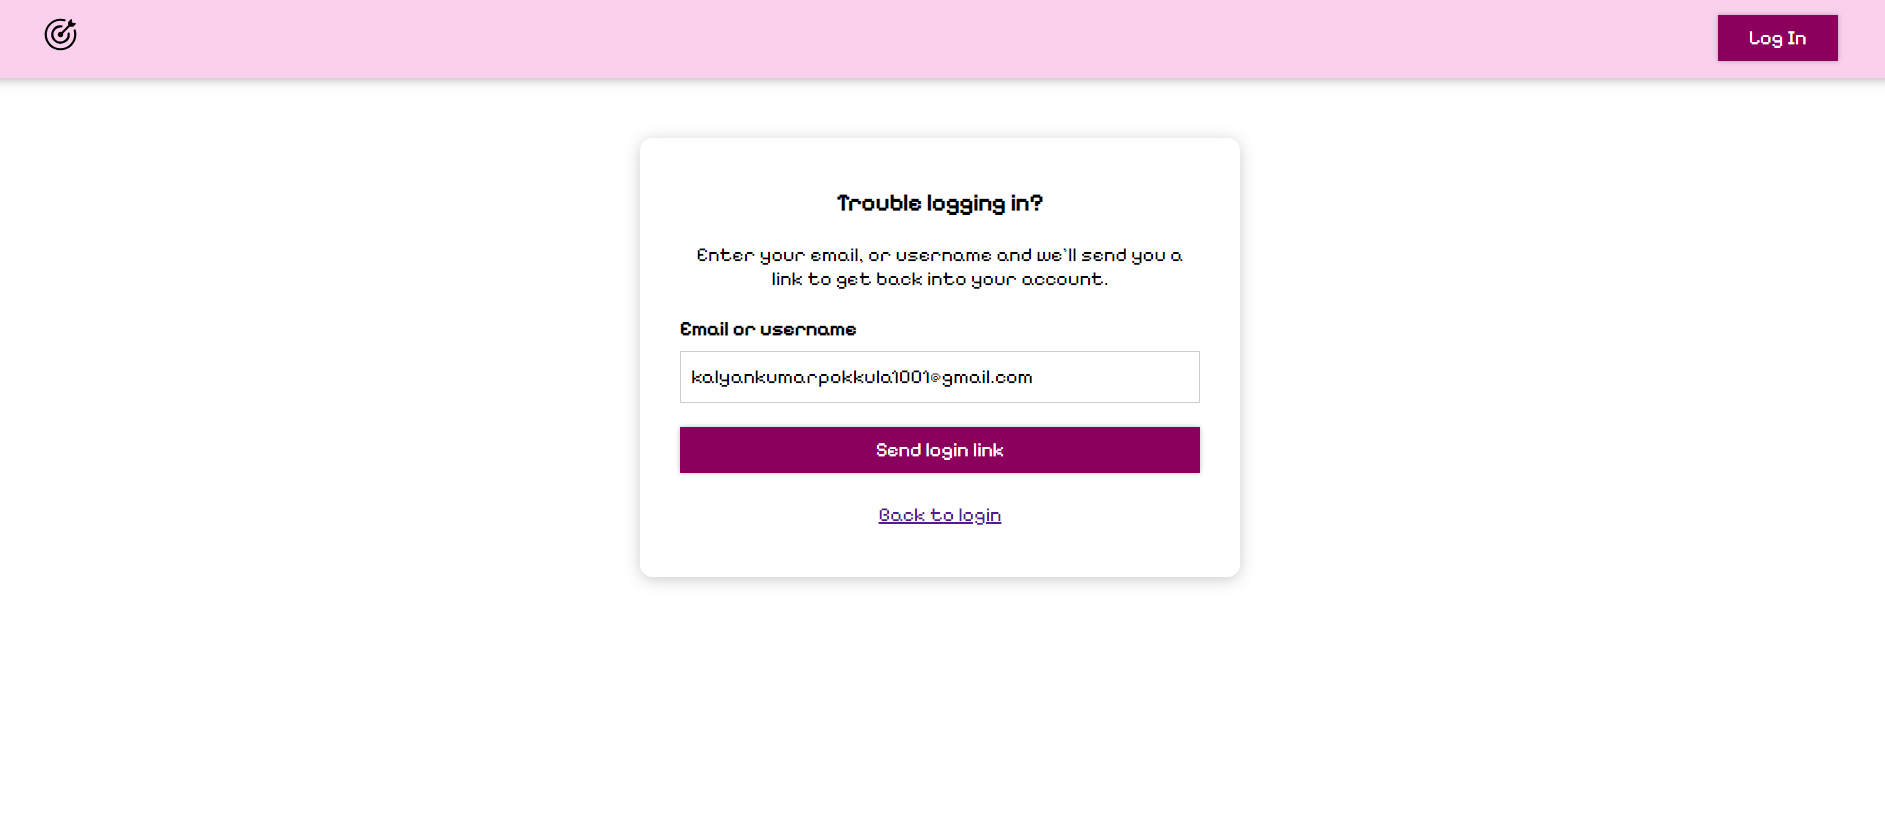 Log In
Trouble logging in?
Enter your email, or username and we'll send you a
link to get back into your account.
Email or username
kalyankumarpokkula1001@gmail.com
Send login link
Back to login